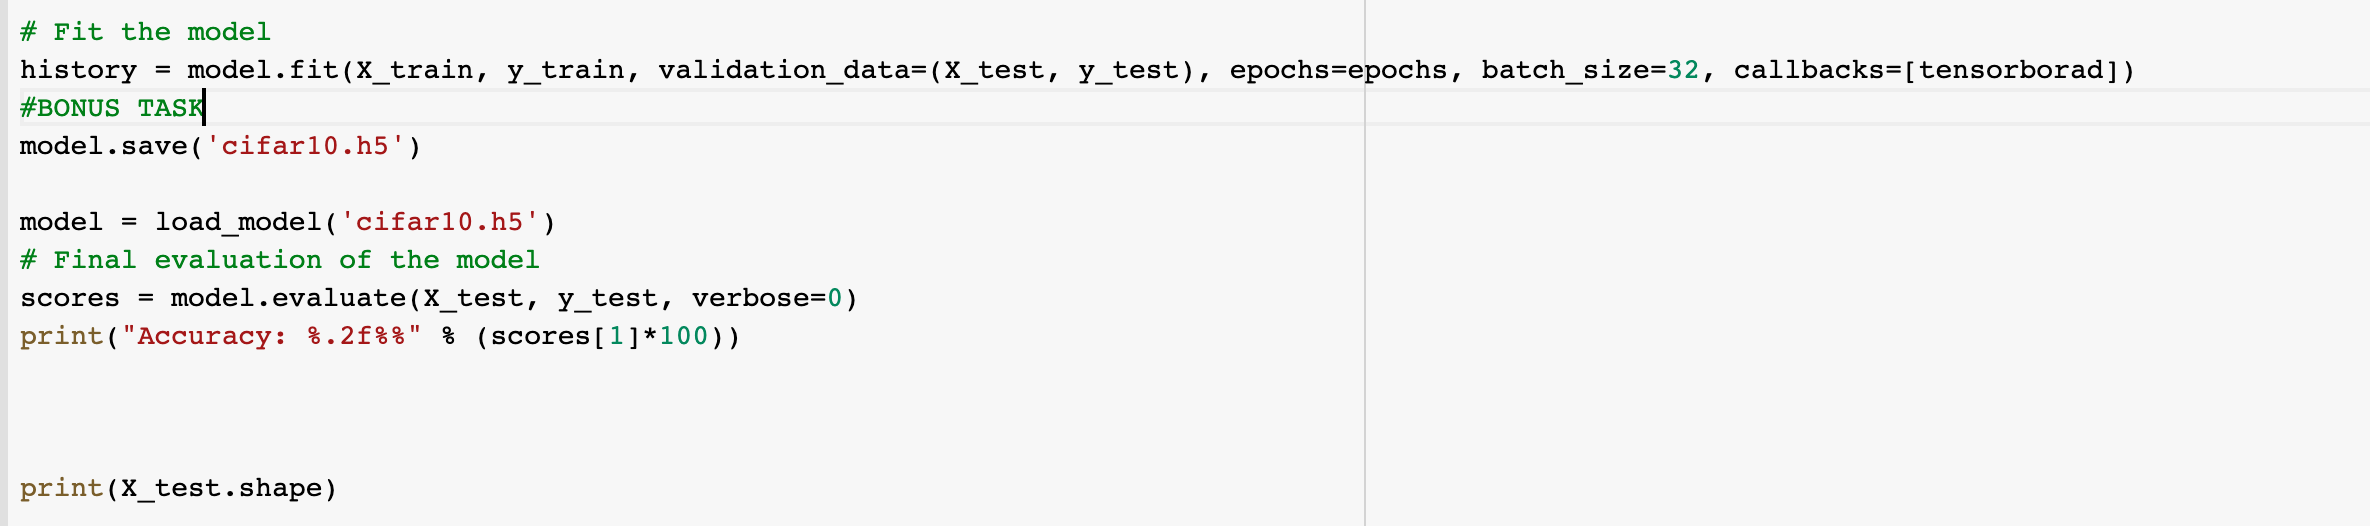 # Fit the model
history = model.fit(X_train, y_train, validation_data=(X_test, y_test), epochs=epochs, batch_size=32, callbacks=[tensorborad])
#BONUS TASK
model.save('cifar10.h5')
model = load_model('cifar10.h5')
# Final evaluation of the model
scores = model.evaluate(X_test, y_test, verbose=0)
print("Accuracy: %.2f%%" % (scores[1]*100))
print(X_test.shape)